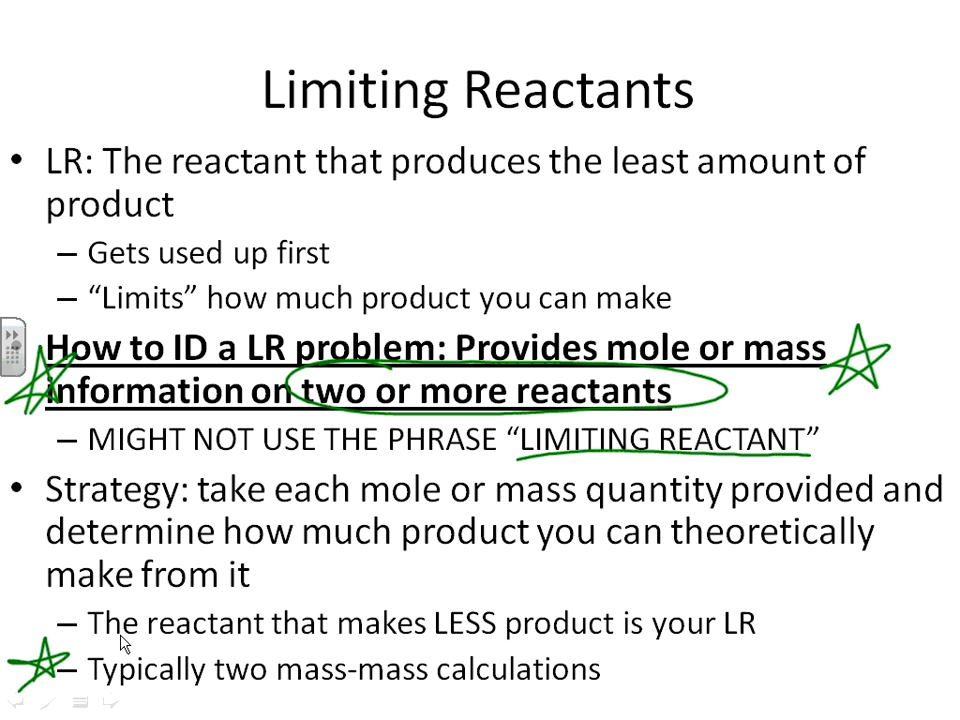 Limiting Reactants
• LR: The reactant that produces the least amount of
product
– Gets used up first
– “Limits” how much product you can make
How to ID a LR problem: Provides mole or mass
information on two or more reactants
– MIGHT NOT USE THE PHRASE “LIMITING REACTANT”
• Strategy: take each mole or mass quantity provided and
determine how much product you can theoretically
make from it
– The reactant that makes LESS product is your LR
– Typically two mass-mass calculations